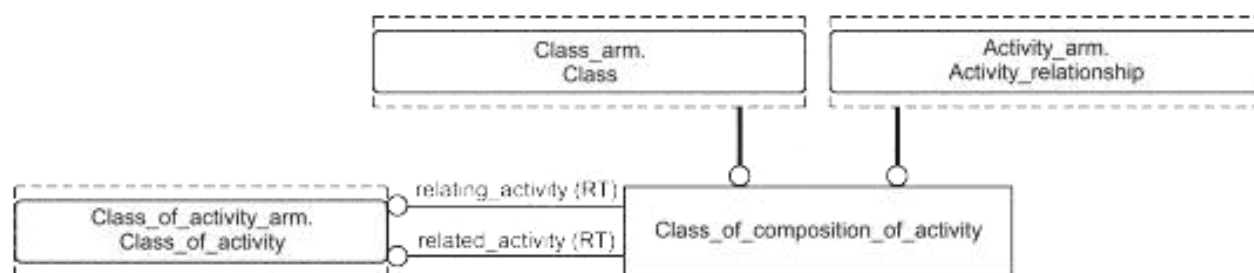 Class_arm.
Class
Activity_arm.
Activity_relationship
relating_activity (RT)
Class_of_activity_arm.
Class_of_activity
related_activity (RT)
Class_of_composition_of_activity